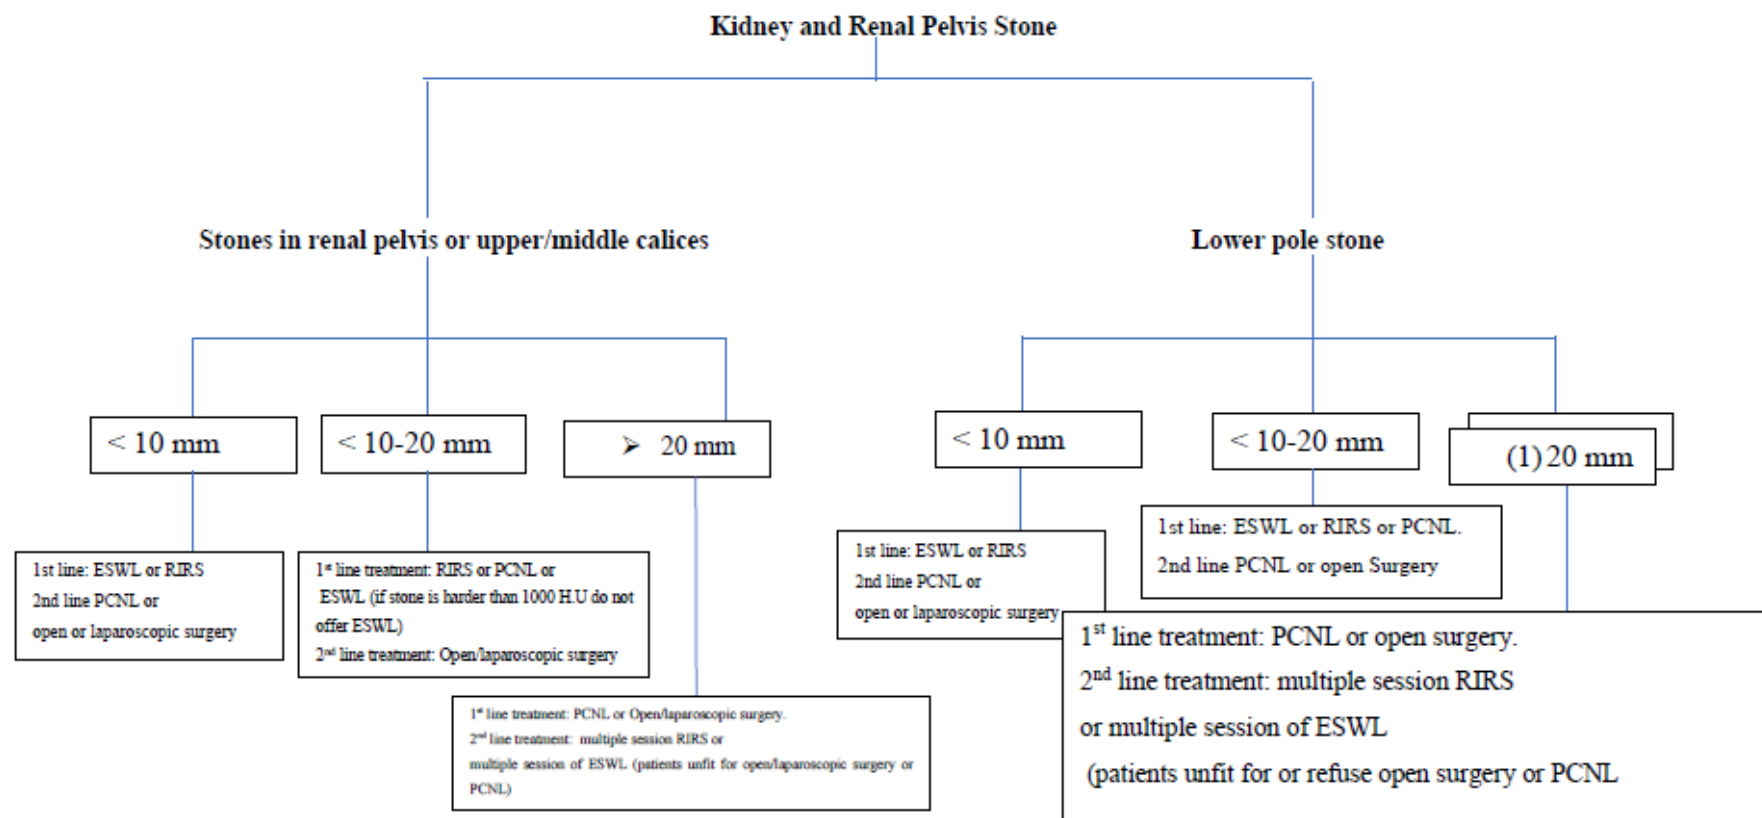 Kidney and Renal Pelvis Stone
Stones in renal pelvis or upper/middle calices
Lower pole stone
< 10 mm
< 10-20 mm
➢ 20 mm
< 10 mm
< 10-20 mm
(1) 20 mm
1st line: ESWL or RIRS
2nd line PCNL or
open or laparoscopic surgery
1st line treatment: RIRS or PCNL or
ESWL (if stone is harder than 1000 H.U do not
offer ESWL)
2nd line treatment: Open/laparoscopic surgery
1st line treatment: PCNL or Open/laparoscopic surgery.
2nd line treatment: multiple session RIRS or
multiple session of ESWL (patients unfit for open/laparoscopic surgery or
PCNL)
1st line: ESWL or RIRS
2nd line PCNL or
open or laparoscopic surgery
1st line: ESWL or RIRS or PCNL.
2nd line PCNL or open Surgery
1st line treatment: PCNL or open surgery.
2nd line treatment: multiple session RIRS
or multiple session of ESWL
(patients unfit for or refuse open surgery or PCNL